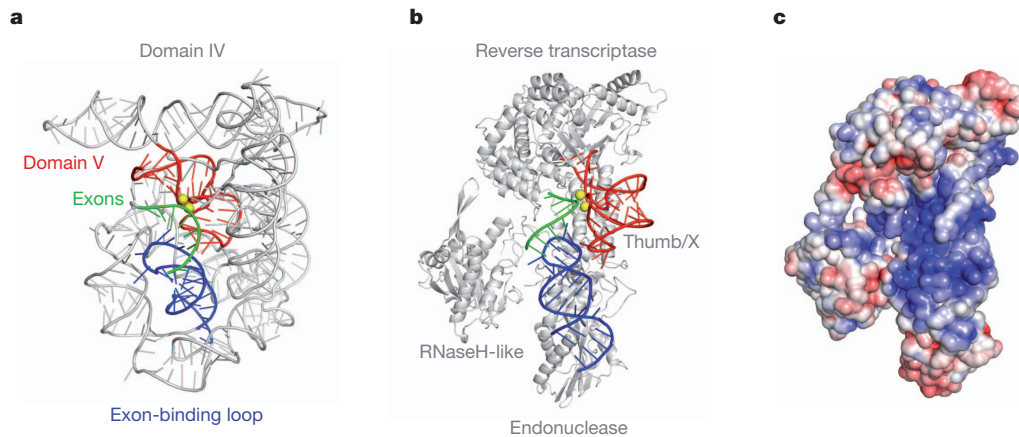 a
Domain IV
Domain V
Exons
Exon-binding loop
b
Reverse transcriptase
Thumb/X
RNaseH-like
Endonuclease
c